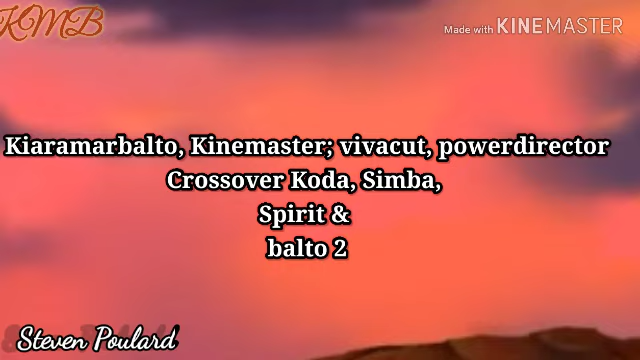 KMB
Made with KINEMASTER
Kiaramarbalto, Kinemaster; vivacut, powerdirector
Crossover Koda, Simba,
Spirit &
balto 2
Steven Poulard